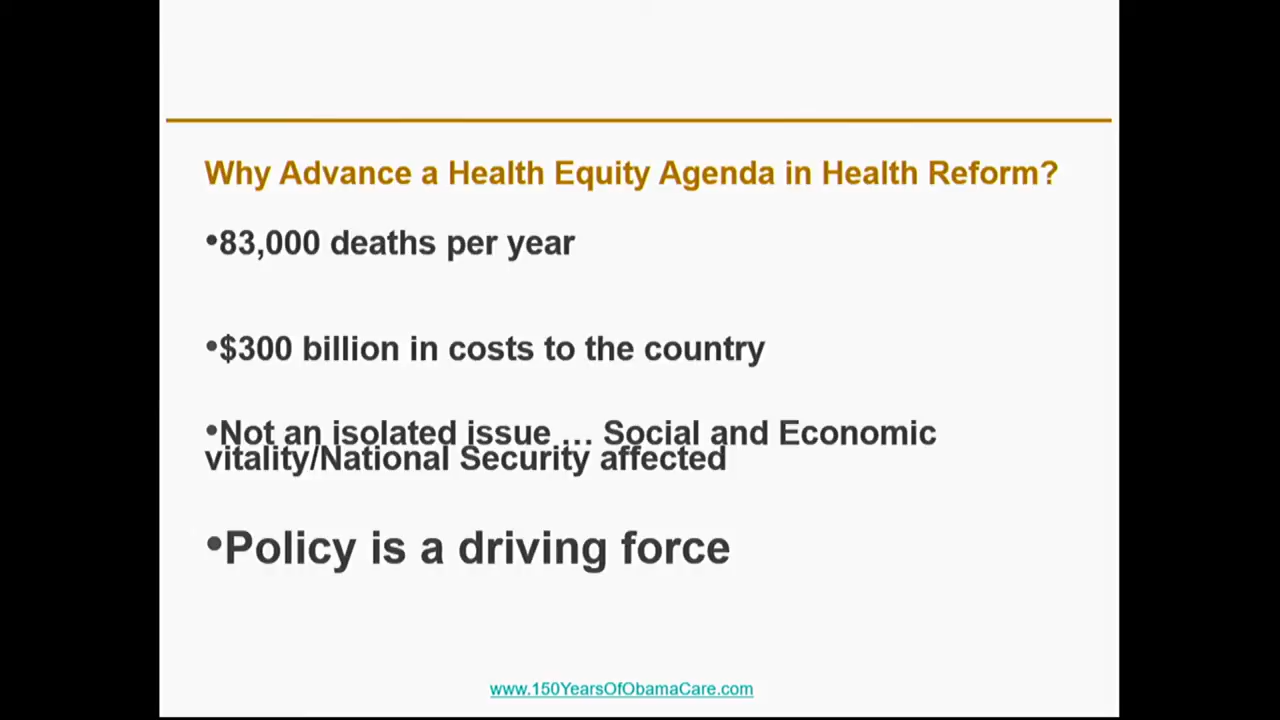 Why Advance a Health Equity Agenda in Health Reform?
•83,000 deaths per year
•$300 billion in costs to the country
•Not an isolated issue … Social and Economic
vitality/National Security affected
•Policy is a driving force
www.150YearsOfObamaCare.com